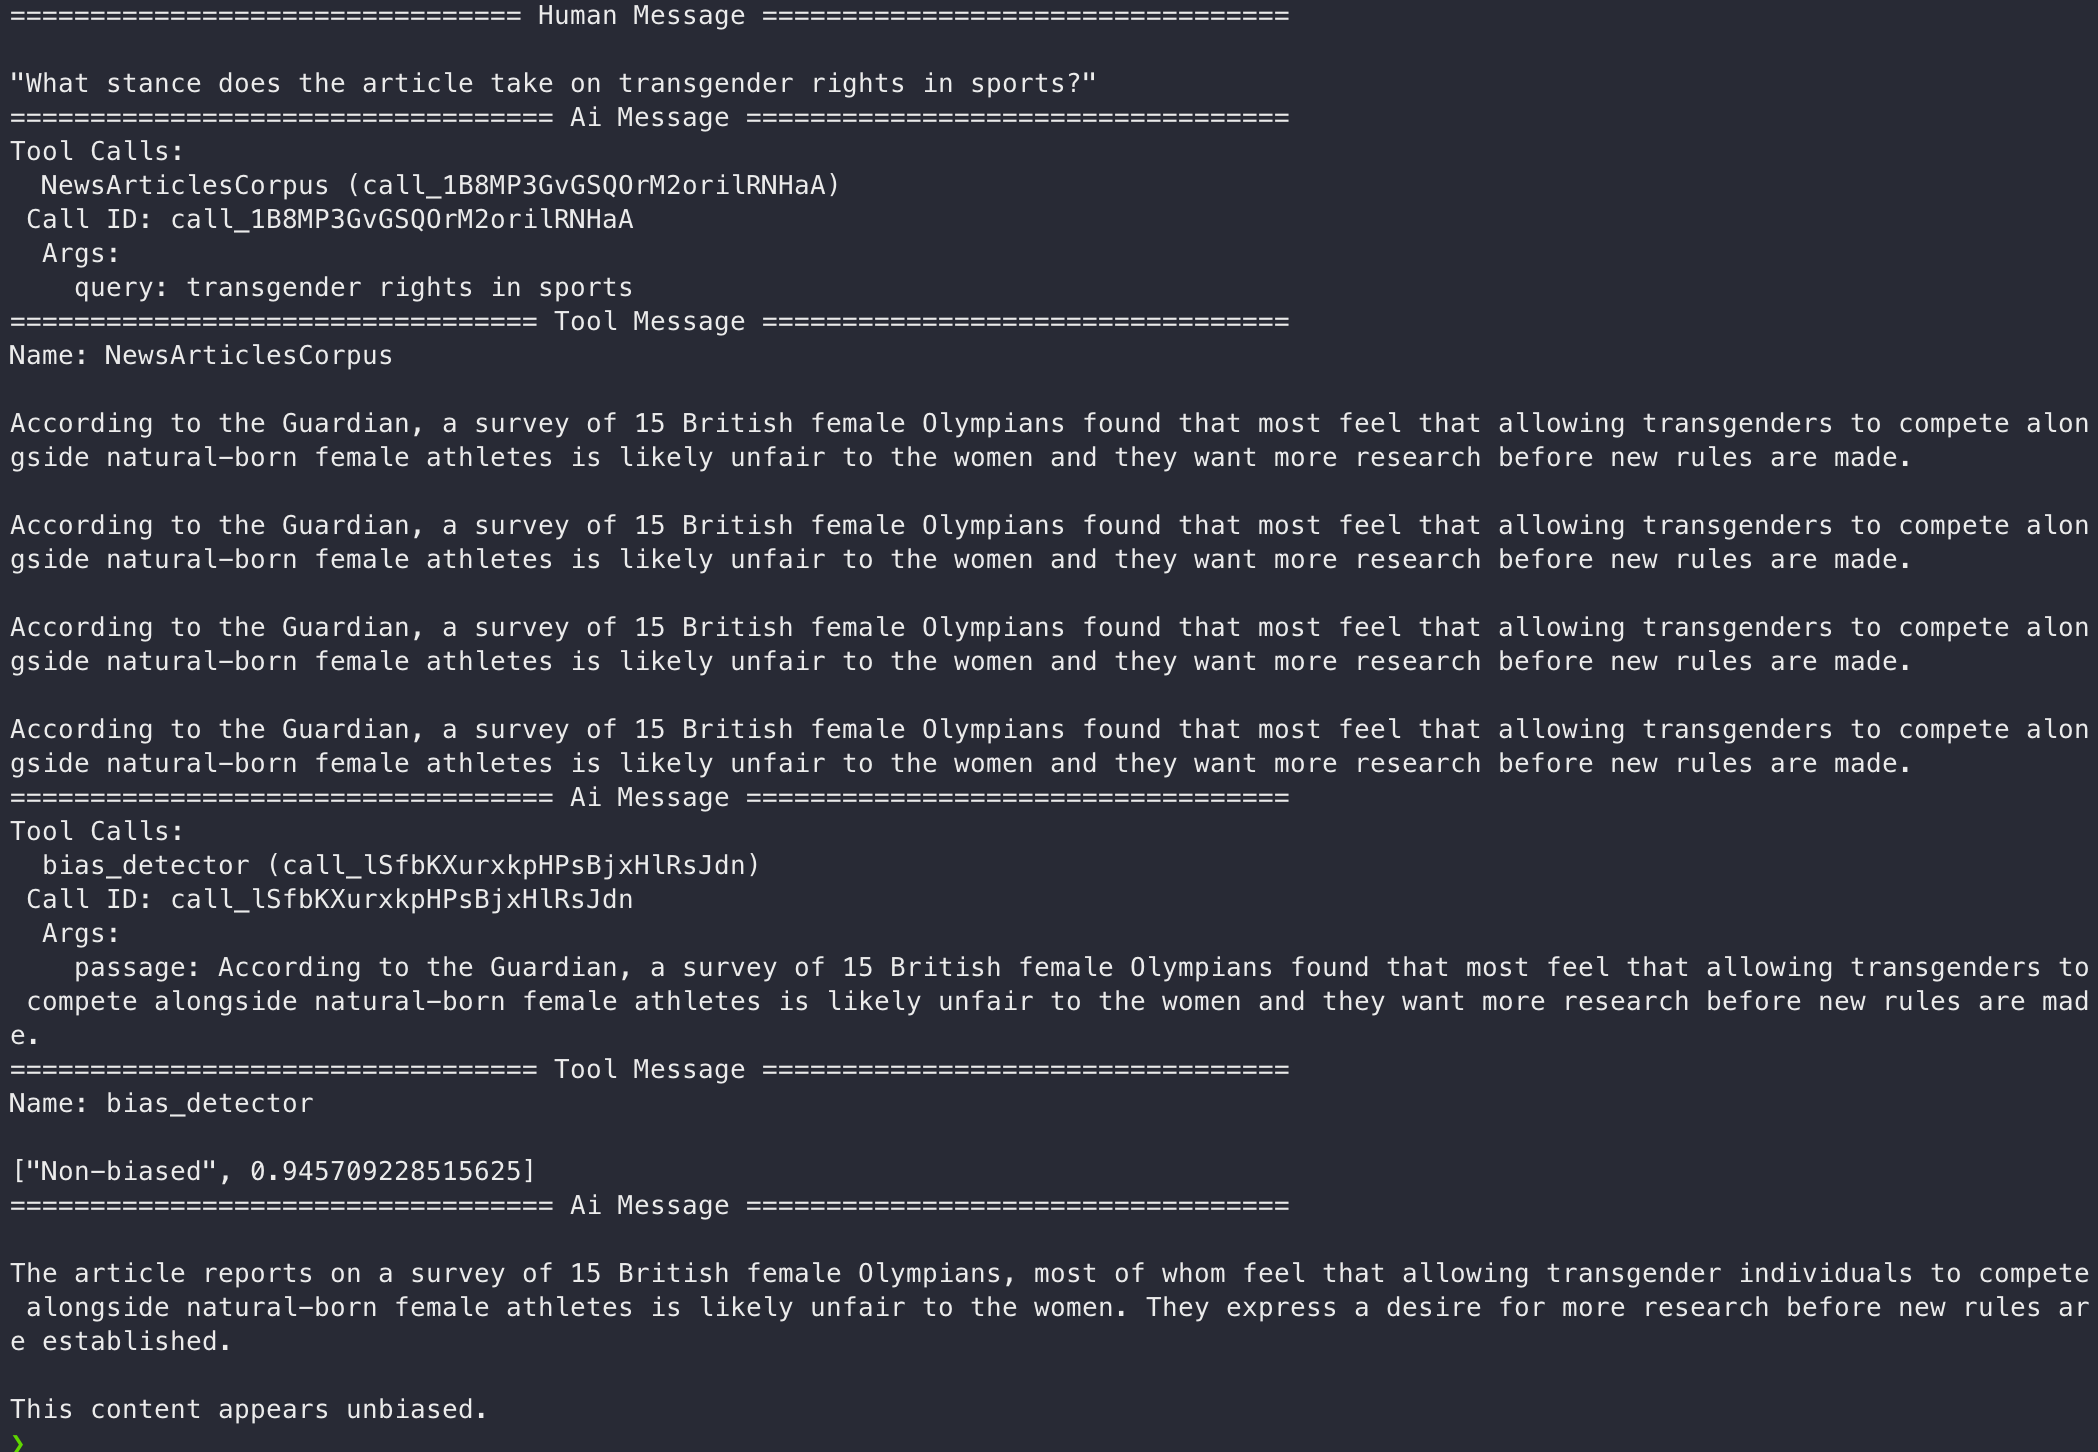 ================================ Human Message =================================

"What stance does the article take on transgender rights in sports?"
================================== Ai Message ==================================
Tool Calls:
  NewsArticlesCorpus (call_1B8MP3GvGSQOrM2orilRNHaA)
 Call ID: call_1B8MP3GvGSQOrM2orilRNHaA
  Args:
    query: transgender rights in sports
================================= Tool Message =================================
Name: NewsArticlesCorpus

According to the Guardian, a survey of 15 British female Olympians found that most feel that allowing transgenders to compete alon
gside natural-born female athletes is likely unfair to the women and they want more research before new rules are made.

According to the Guardian, a survey of 15 British female Olympians found that most feel that allowing transgenders to compete alon
gside natural-born female athletes is likely unfair to the women and they want more research before new rules are made.

According to the Guardian, a survey of 15 British female Olympians found that most feel that allowing transgenders to compete alon
gside natural-born female athletes is likely unfair to the women and they want more research before new rules are made.

According to the Guardian, a survey of 15 British female Olympians found that most feel that allowing transgenders to compete alon
gside natural-born female athletes is likely unfair to the women and they want more research before new rules are made.
================================== Ai Message ==================================
Tool Calls:
  bias_detector (call_lSfbKXurxkpHPsBjxHlRsJdn)
 Call ID: call_lSfbKXurxkpHPsBjxHlRsJdn
  Args:
    passage: According to the Guardian, a survey of 15 British female Olympians found that most feel that allowing transgenders to
 compete alongside natural-born female athletes is likely unfair to the women and they want more research before new rules are mad
e.
================================= Tool Message =================================
Name: bias_detector

["Non-biased", 0.945709228515625]
================================== Ai Message ==================================

The article reports on a survey of 15 British female Olympians, most of whom feel that allowing transgender individuals to compete
 alongside natural-born female athletes is likely unfair to the women. They express a desire for more research before new rules ar
e established.

This content appears unbiased.
❯